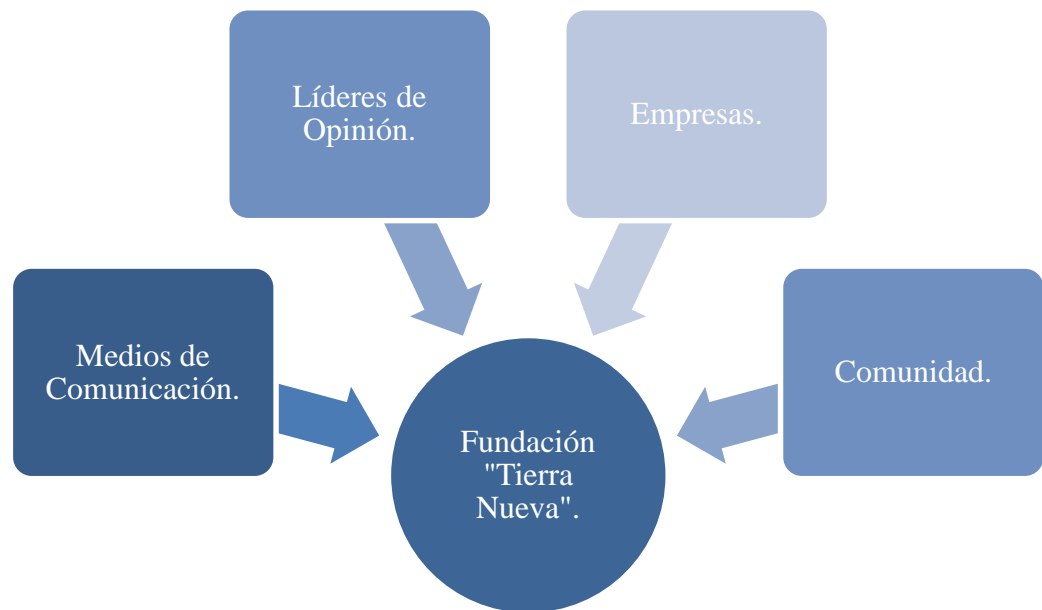 Líderes de
Opinión.
Empresas.
Medios de
Comunicación.
Comunidad.
Fundación
"Tierra
Nueva".